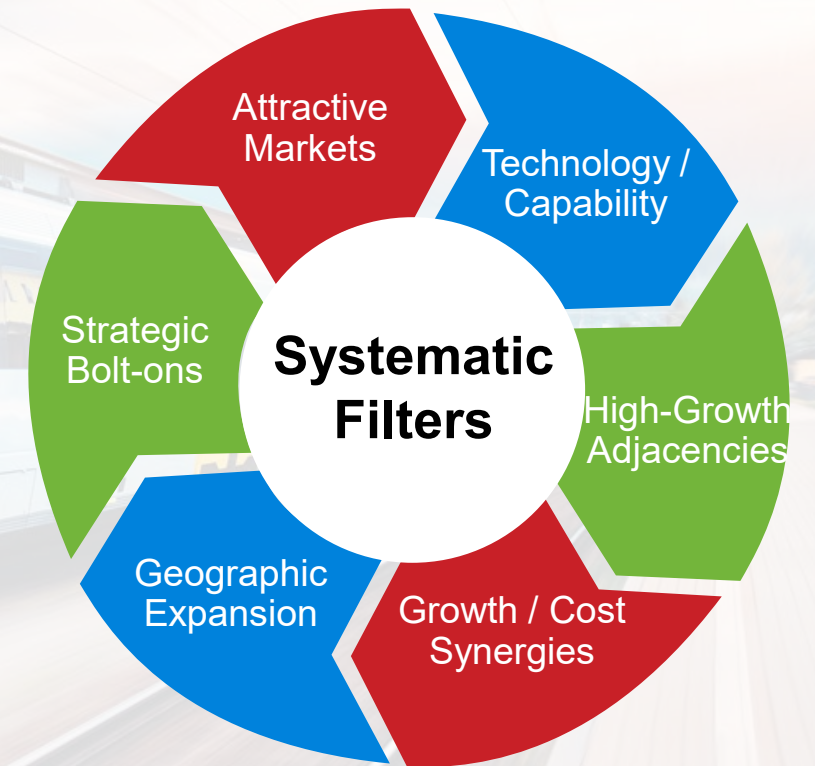 Attractive
Markets
Technology /
Capability
High-Growth
Adjacencies
Growth / Cost
Synergies
Geographic
Expansion
Strategic
Bolt-ons
Systematic
Filters